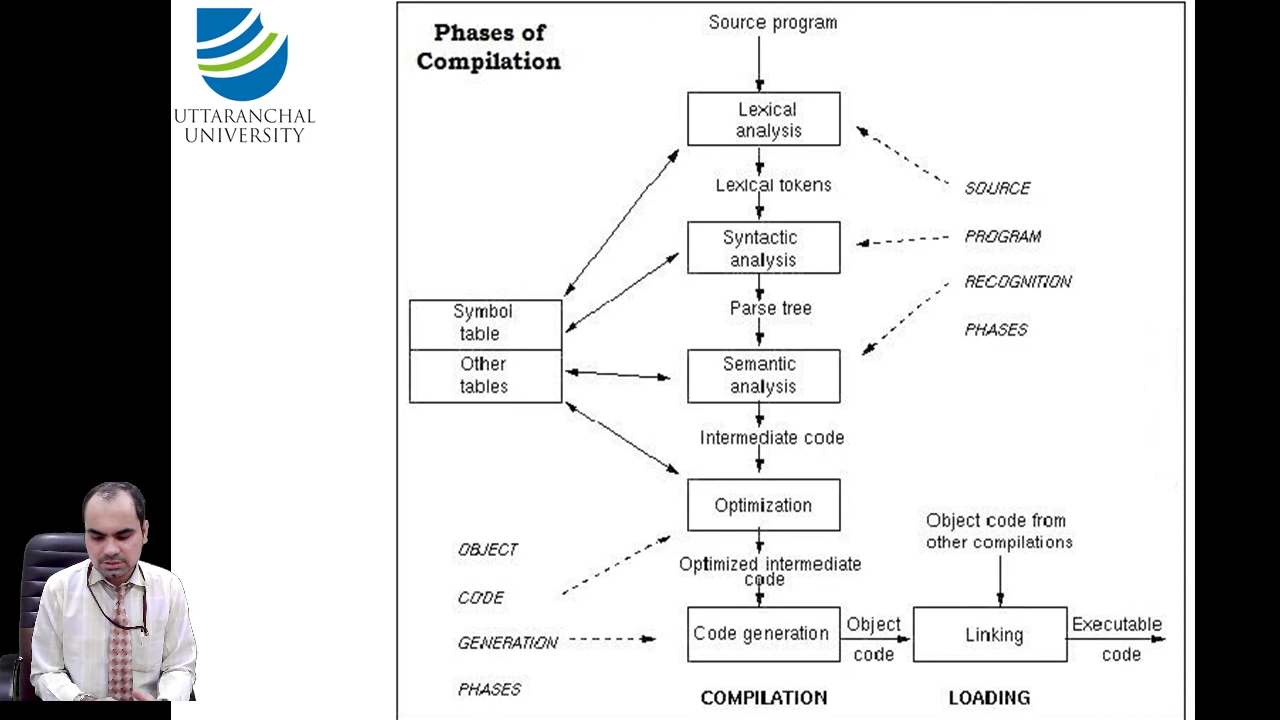 UTTARANCHAL
UNIVERSITY
Phases of
Compilation
Source program
Lexical
analysis
Lexical tokens
SOURCE
Syntactic
analysis
PROGRAM
RECOGNITION
Parse tree
PHASES
Symbol
table
Other
tables
Semantic
analysis
Intermediate code
Optimization
Object code from
other compilations
OBJECT
CODE
GENERATION
PHASES
Optimized intermediate
code
Code generation
Object
code
Linking
Executable
code
COMPILATION
LOADING